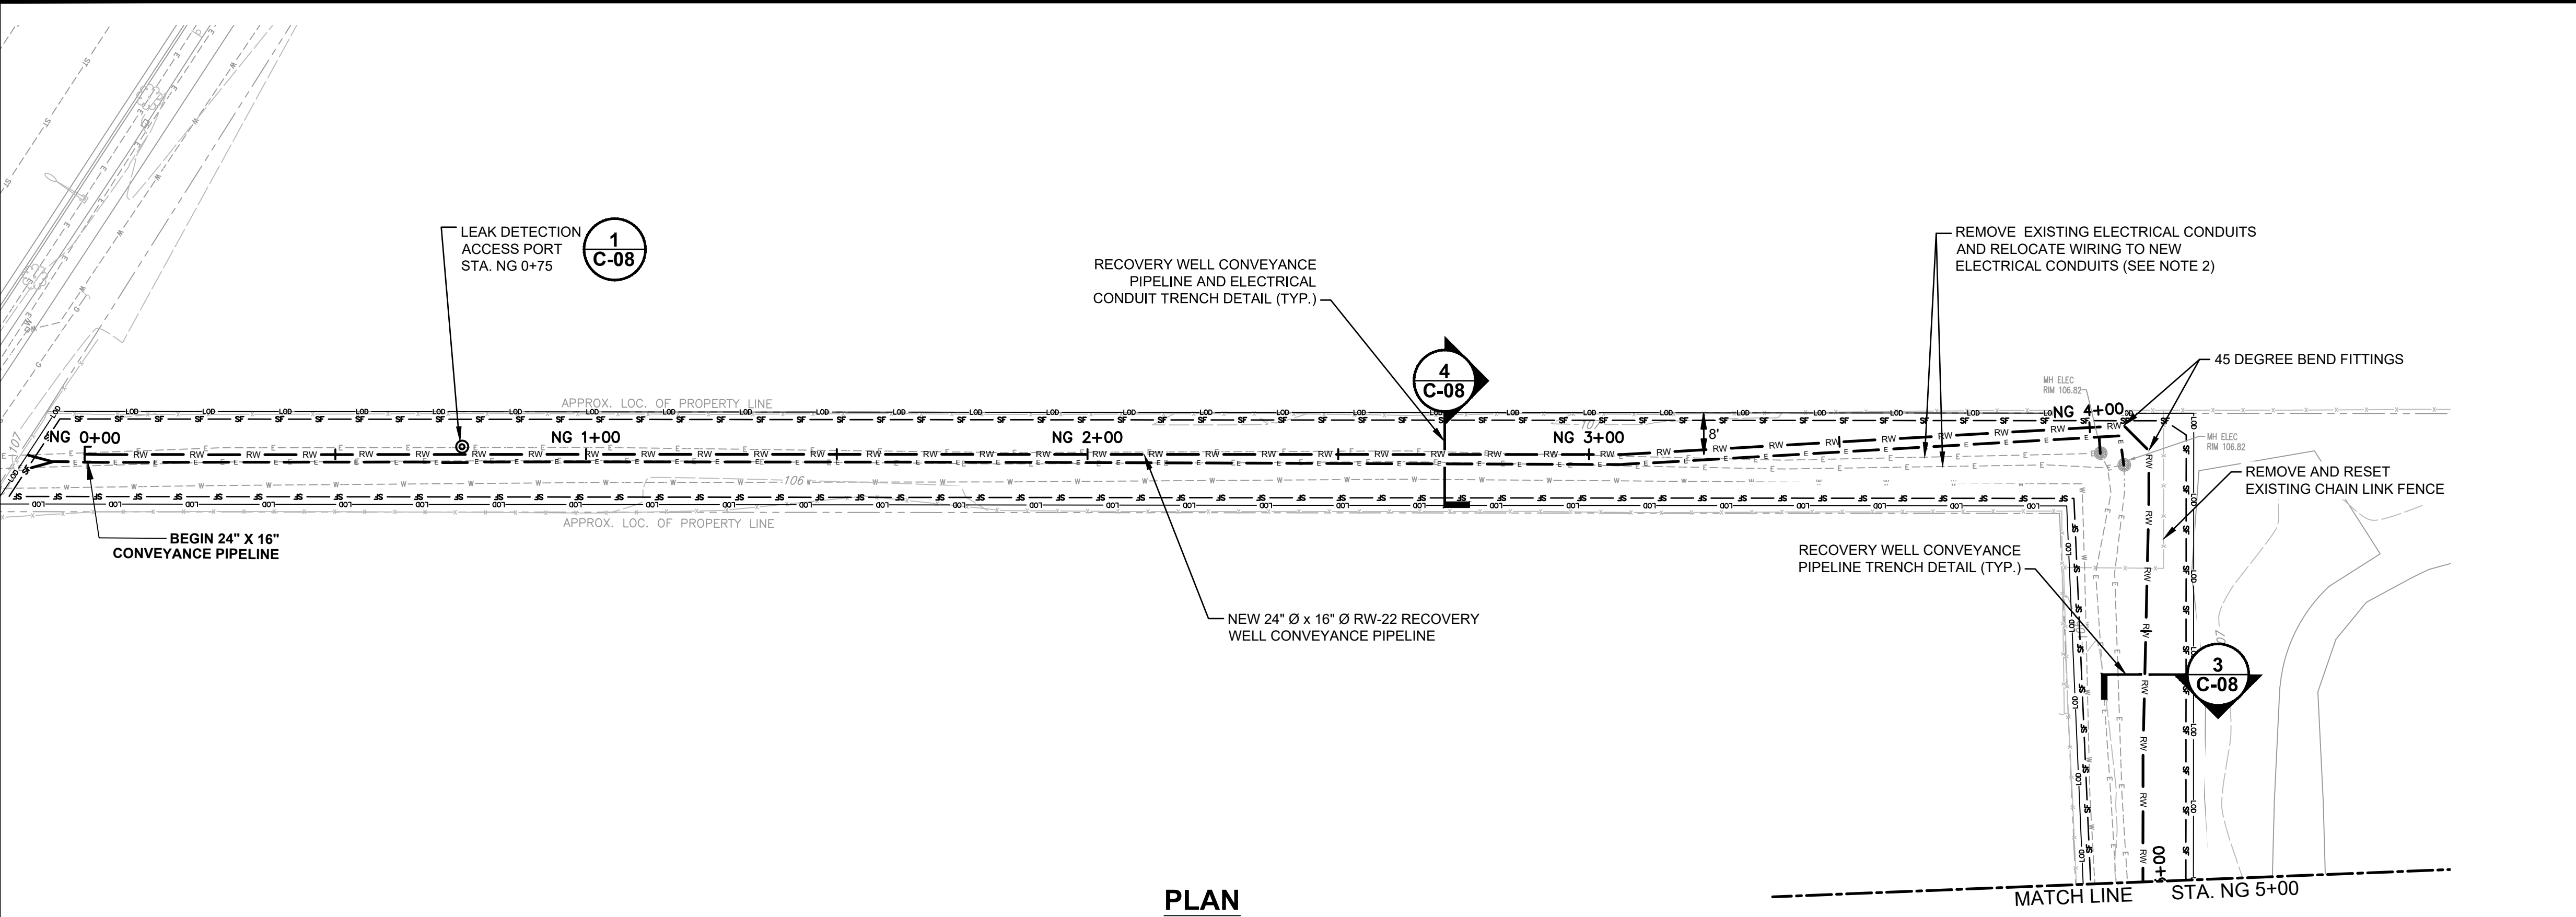 LEAK DETECTION
ACCESS PORT
STA. NG 0+75
1
C-08
RECOVERY WELL CONVEYANCE
PIPELINE AND ELECTRICAL
CONDUIT TRENCH DETAIL (TYP.)
4
C-08
REMOVE EXISTING ELECTRICAL CONDUITS
AND RELOCATE WIRING TO NEW
ELECTRICAL CONDUITS (SEE NOTE 2)
45 DEGREE BEND FITTINGS
MH ELEC
RIM 106.82
APPROX. LOC. OF PROPERTY LINE
NG 0+00
NG 1+00
NG 2+00
NG 3+00
NG 4+00
8'
107
106
MH ELEC
RIM 106.82
REMOVE AND RESET
EXISTING CHAIN LINK FENCE
APPROX. LOC. OF PROPERTY LINE
BEGIN 24" X 16"
CONVEYANCE PIPELINE
RECOVERY WELL CONVEYANCE
PIPELINE TRENCH DETAIL (TYP.)
NEW 24" Ø x 16" Ø RW-22 RECOVERY
WELL CONVEYANCE PIPELINE
3
C-08
MATCH LINE STA. NG 5+00
PLAN